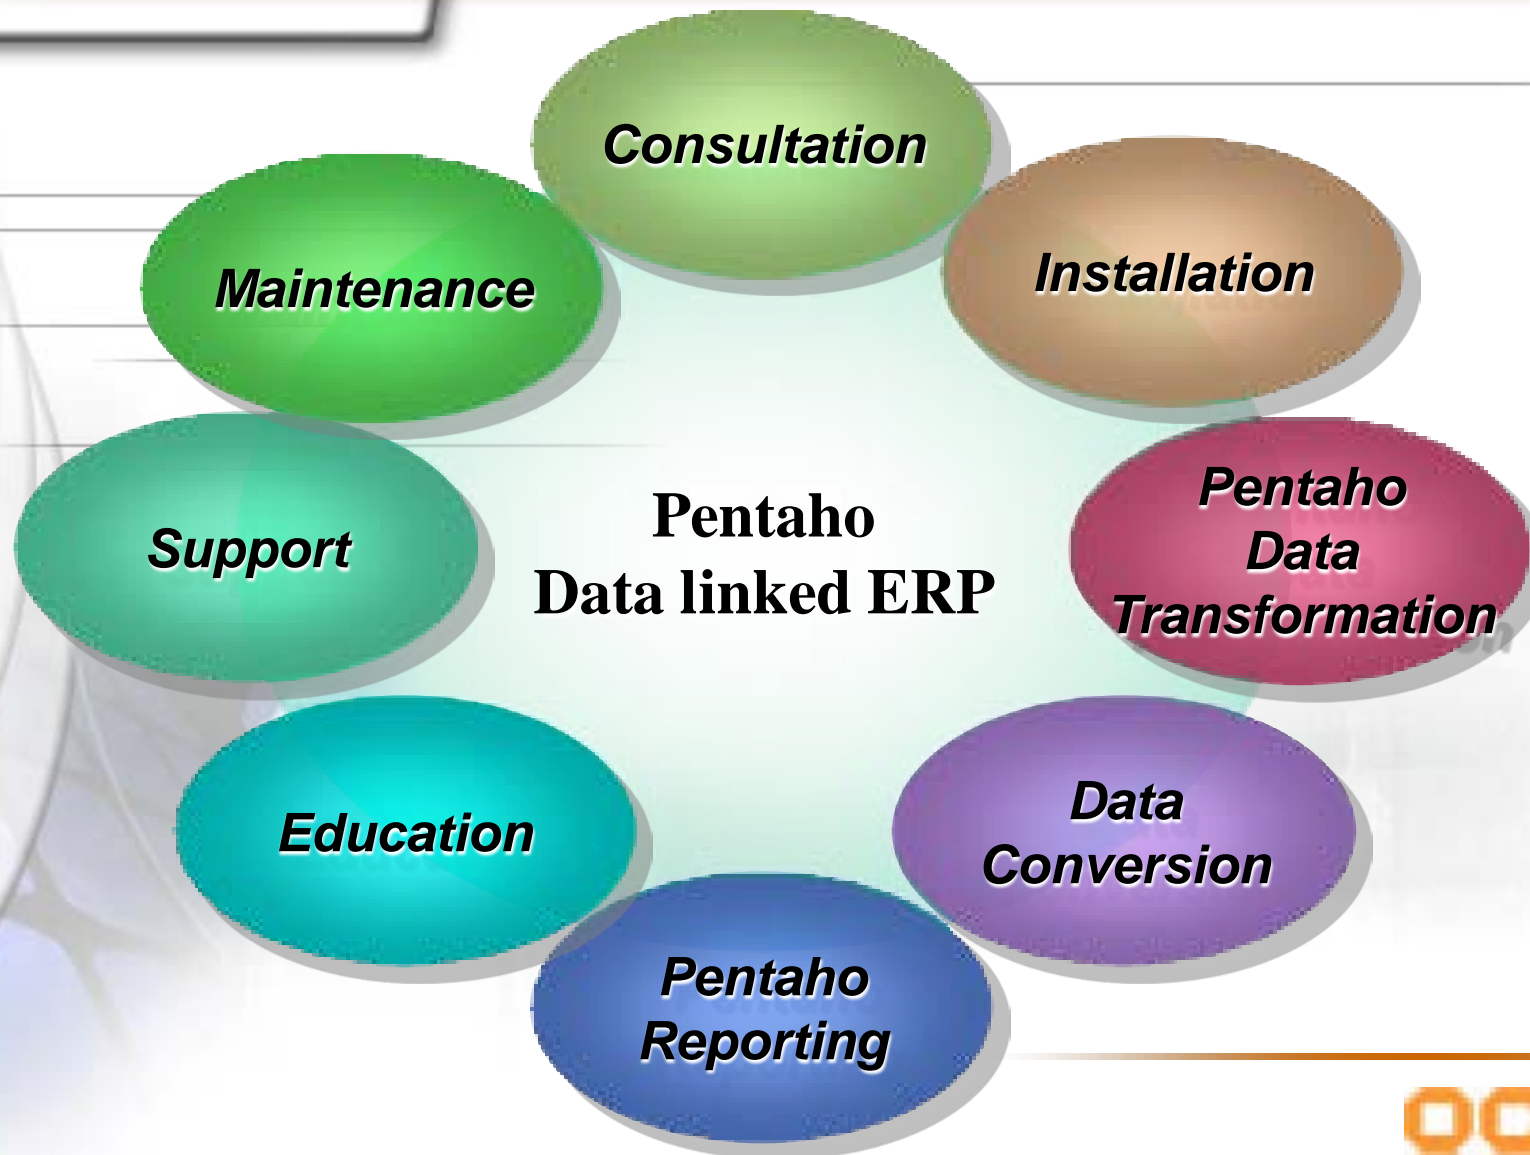 Consultation
Installation
Maintenance
Pentaho
Data
Transformation
Support
Pentaho
Data linked ERP
Data
Conversion
Education
Pentaho
Reporting